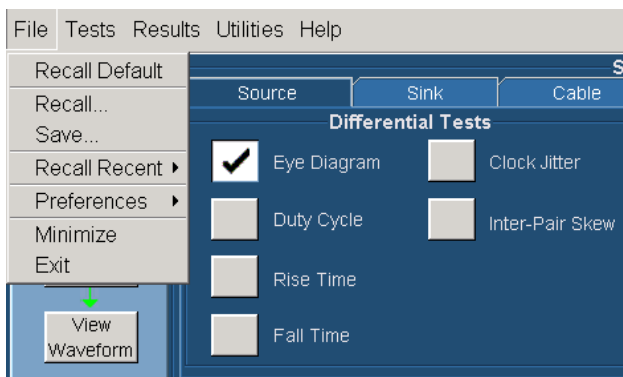 File Tests Results Utilities Help
Recall Default
Recall...
Save...
Recall Recent
Preferences
Minimize
Exit
View
Waveform
S
Source Sink Cable
Differential Tests
Eye Diagram Clock Jitter
Duty Cycle Inter-Pair Skew
Rise Time
Fall Time